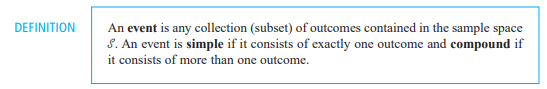 DEFINITION
An event is any collection (subset) of outcomes contained in the sample space
𝒮. An event is simple if it consists of exactly one outcome and compound if
it consists of more than one outcome.